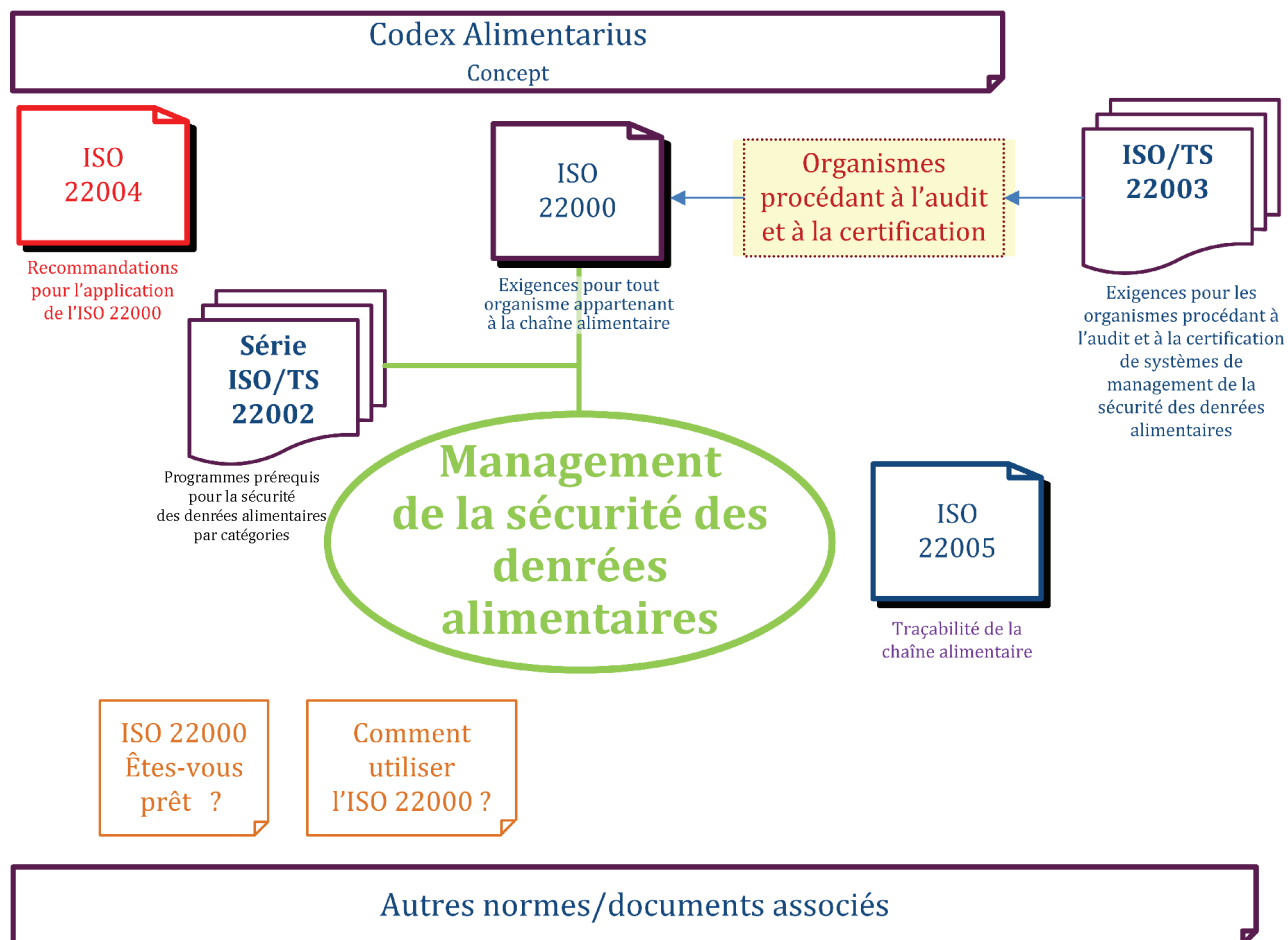 Codex Alimentarius
Concept
ISO
22004
Recommandations
pour l’application
de l’ISO 22000
ISO
22000
Exigences pour tout
organisme appartenant
à la chaîne alimentaire
Organismes
procédant à l’audit
et à la certification
ISO/TS
22003
Exigences pour les
organismes procédant à
l’audit et à la certification
de systèmes de
management de la
sécurité des denrées
alimentaires
Série
ISO/TS
22002
Programmes prérequis
pour la sécurité
des denrées alimentaires
par catégories
Management
de la sécurité des
denrées
alimentaires
ISO
22005
Traçabilité de la
chaîne alimentaire
ISO 22000
Êtes-vous
prêt ?
Comment
utiliser
l’ISO 22000 ?
Autres normes/documents associés